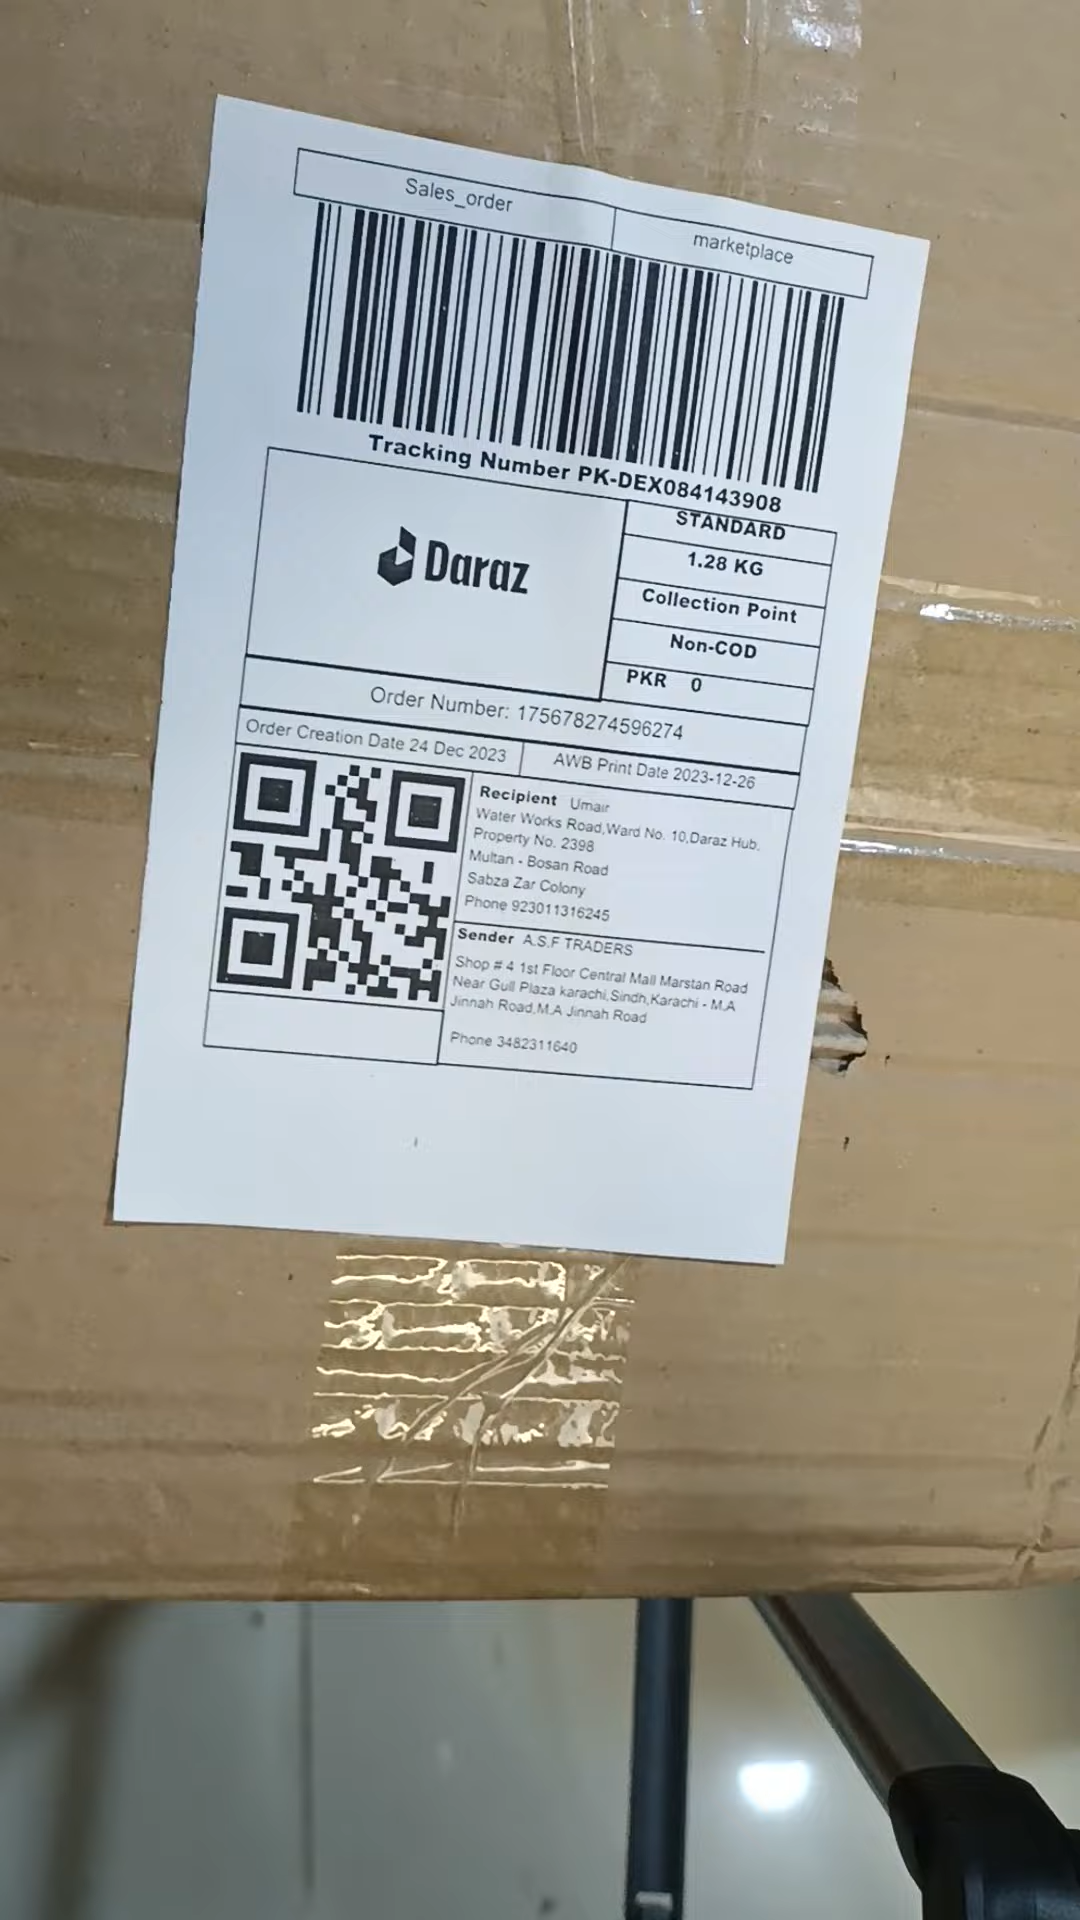 Sales_order
marketplace
Tracking Number PK-DEX084143908
Daraz
STANDARD
1.28 KG
Collection Point
Non-COD
PKR 0
Order Number: 175678274596274
Order Creation Date 24 Dec 2023
AWB Print Date 2023-12-26
Recipient Umair
Water Works Road,Ward No. 10,Daraz Hub,
Property No. 2398
Multan - Bosan Road
Sabza Zar Colony
Phone 923011316245
Sender A.S.F TRADERS
Shop # 4 1st Floor Central Mall Marstan Road
Near Gull Plaza karachi,Sindh,Karachi - M.A
Jinnah Road,M.A Jinnah Road
Phone 3482311640